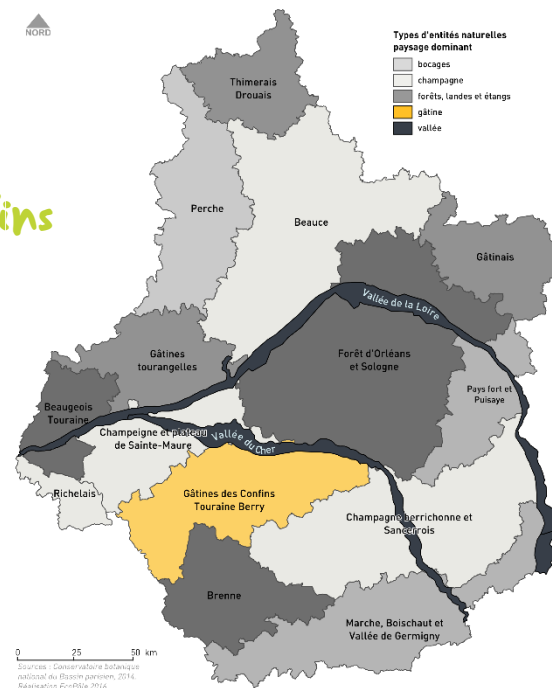 NORD
Types d'entités naturelles
paysage dominant
bocages
champagne
forêts, landes et étangs
gâtine
vallée
Thimerais
Drouais
ins
Perche
Beauce
Gâtinais
Vallée de la Loire
Gâtines
tourangelles
Forêt d'Orléans
et Sologne
Pays fort et
Puisaye
Beaugeois
Touraine
Champeigne et plateau
de Sainte-Maure
Vallée du Cher
Richelais
Gâtines des Confins
Touraine Berry
Champagne berrichonne et
Sancerrois
Brenne
Marche, Boischaut et
Vallée de Germigny
0 25 50 km
Sources : Conservatoire botanique
national du Bassin parisien, 2014.
Réalisation EcoPôle 2016